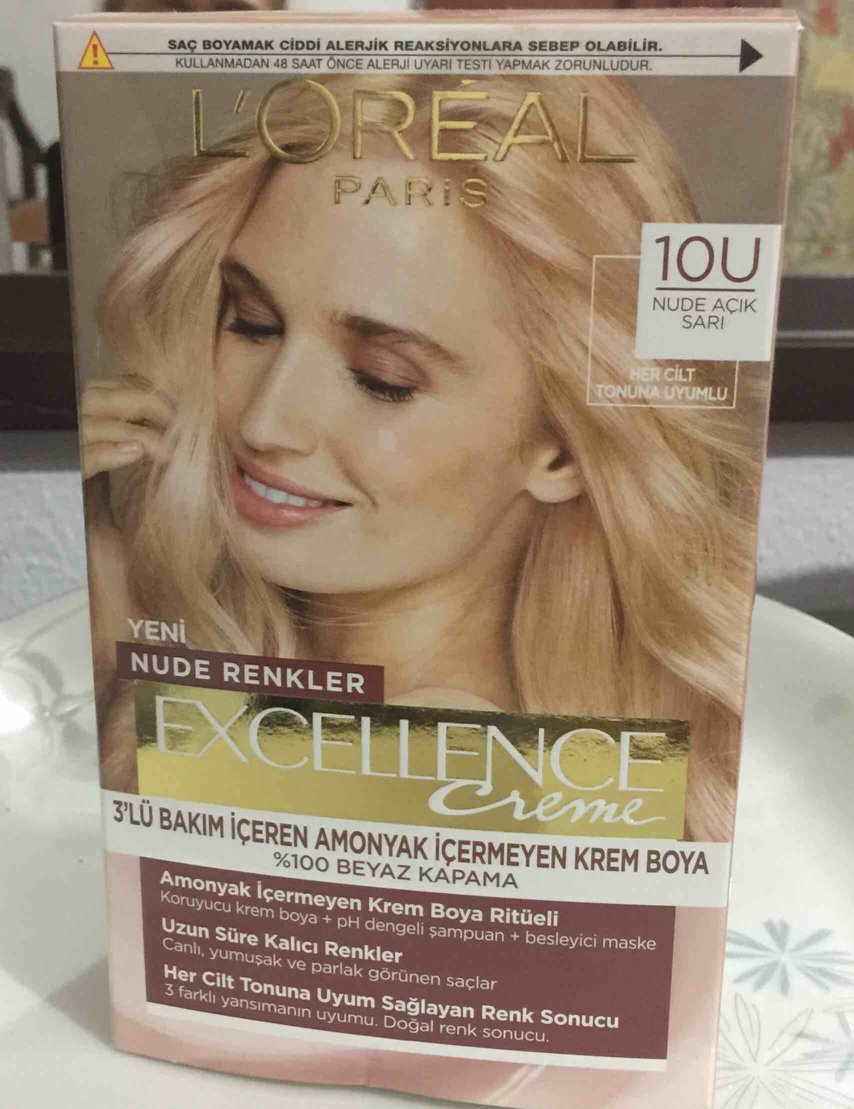 SAÇ BOYAMAK CİDDİ ALERJİK REAKSİYONLARA SEBEP OLABİLİR.
KULLANMADAN 48 SAAT ÖNCE ALERJİ UYARI TESTİ YAPMAK ZORUNLUDUR.
L'ORÉAL
PARiS
10U
NUDE AÇIK
SARI
HER CİLT
TONUNA UYUMLU
YENİ
NUDE RENKLER
EXCELLENCE
Creme
3'LÜ BAKIM İÇEREN AMONYAK İÇERMEYEN KREM BOYA
%100 BEYAZ KAPAMA
Amonyak İçermeyen Krem Boya Ritüeli
Koruyucu krem boya + pH dengeli şampuan + besleyici maske
Uzun Süre Kalıcı Renkler
Canlı, yumuşak ve parlak görünen saçlar
Her Cilt Tonuna Uyum Sağlayan Renk Sonucu
3 farklı yansımanın uyumu. Doğal renk sonucu.